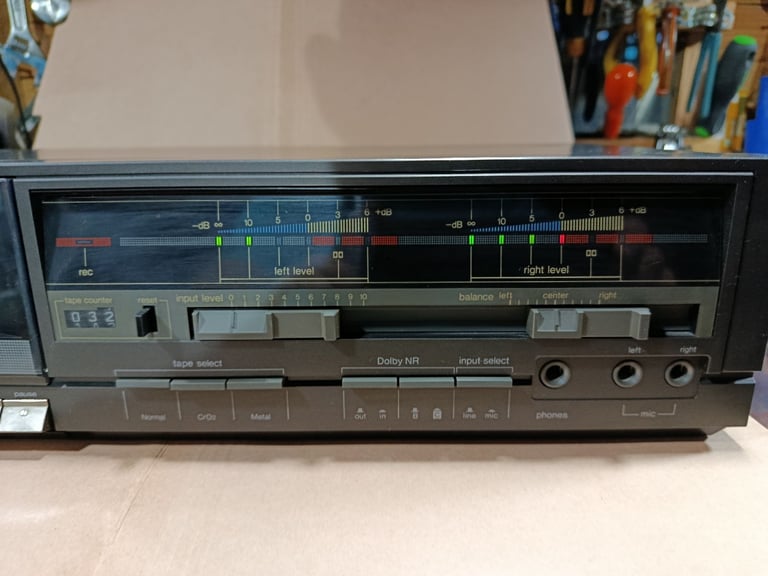 -dB ∞ 10 5 0 3 6 +dB
-dB ∞ 10 5 0 3 6 +dB
rec
left level
right level
tape counter reset
032
input level 0 1 2 3 4 5 6 7 8 9 10
balance left center right
tape select
Dolby NR
input select
left right
pause
Normal CrO₂ Metal
out in
B C
line mic
phones
mic